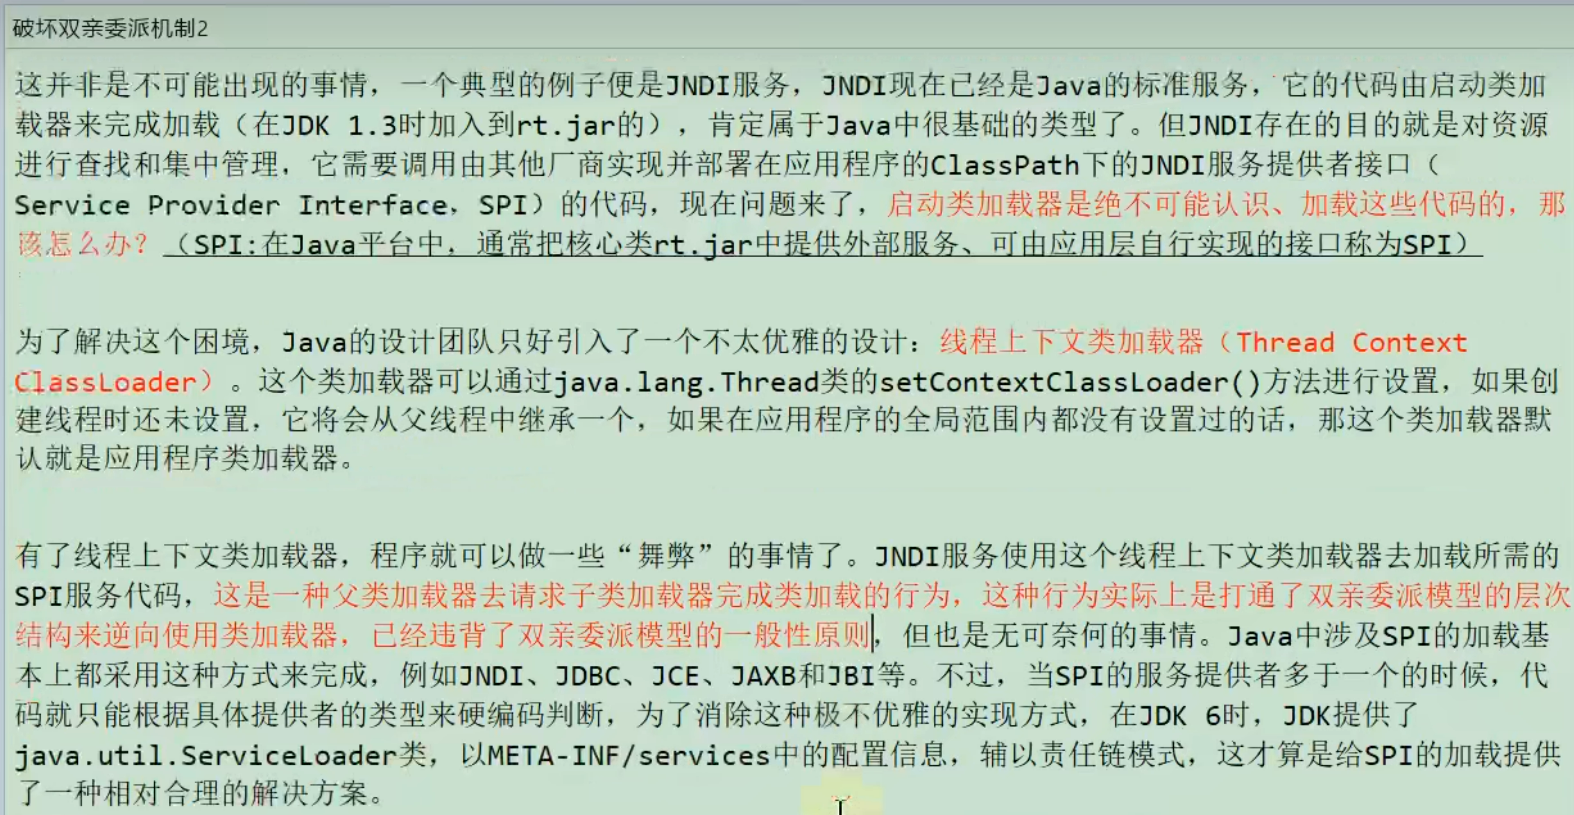 破坏双亲委派机制2
这并非是不可能出现的事情，一个典型的例子便是JNDI服务，JNDI现在已经是Java的标准服务，它的代码由启动类加
载器来完成加载（在JDK 1.3时加入到rt.jar的），肯定属于Java中很基础的类型了。但JNDI存在的目的就是对资源
进行查找和集中管理，它需要调用由其他厂商实现并部署在应用程序的ClassPath下的JNDI服务提供者接口（
Service Provider Interface，SPI）的代码，现在问题来了，启动类加载器是绝不可能认识、加载这些代码的，那
该怎么办？（SPI:在Java平台中，通常把核心类rt.jar中提供外部服务、可由应用层自行实现的接口称为SPI）
为了解决这个困境，Java的设计团队只好引入了一个不太优雅的设计：线程上下文类加载器（Thread Context
ClassLoader）。这个类加载器可以通过java.lang.Thread类的setContextClassLoader()方法进行设置，如果创
建线程时还未设置，它将会从父线程中继承一个，如果在应用程序的全局范围内都没有设置过的话，那这个类加载器默
认就是应用程序类加载器。
有了线程上下文类加载器，程序就可以做一些“舞弊”的事情了。JNDI服务使用这个线程上下文类加载器去加载所需的
SPI服务代码，这是一种父类加载器去请求子类加载器完成类加载的行为，这种行为实际上是打通了双亲委派模型的层次
结构来逆向使用类加载器，已经违背了双亲委派模型的一般性原则，但也是无可奈何的事情。Java中涉及SPI的加载基
本上都采用这种方式来完成，例如JNDI、JDBC、JCE、JAXB和JBI等。不过，当SPI的服务提供者多于一个的时候，代
码就只能根据具体提供者的类型来硬编码判断，为了消除这种极不优雅的实现方式，在JDK 6时，JDK提供了
java.util.ServiceLoader类，以META-INF/services中的配置信息，辅以责任链模式，这才算是给SPI的加载提供
了一种相对合理的解决方案。